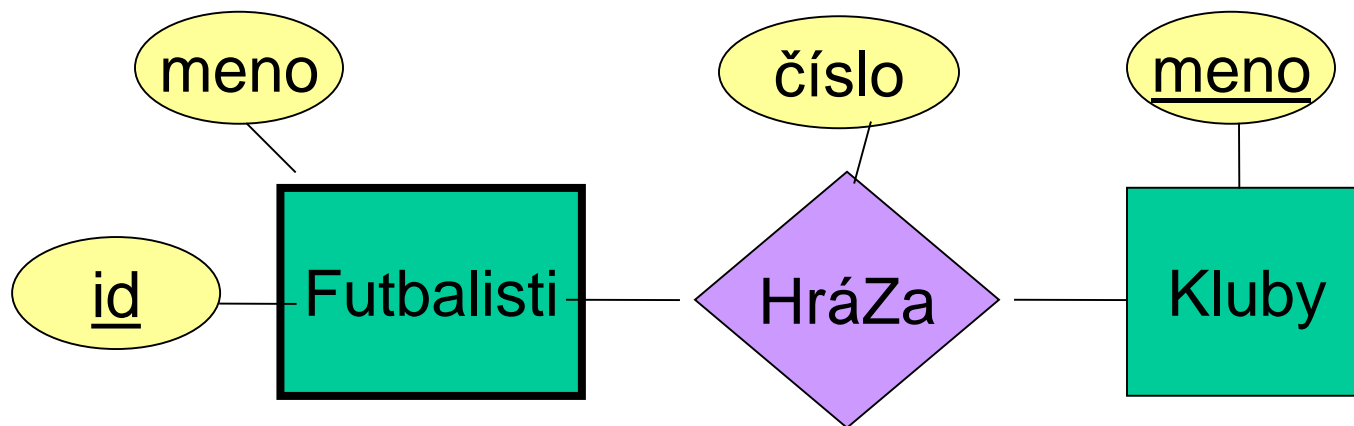 meno
číslo
meno
id
Futbalisti
HráZa
Kluby